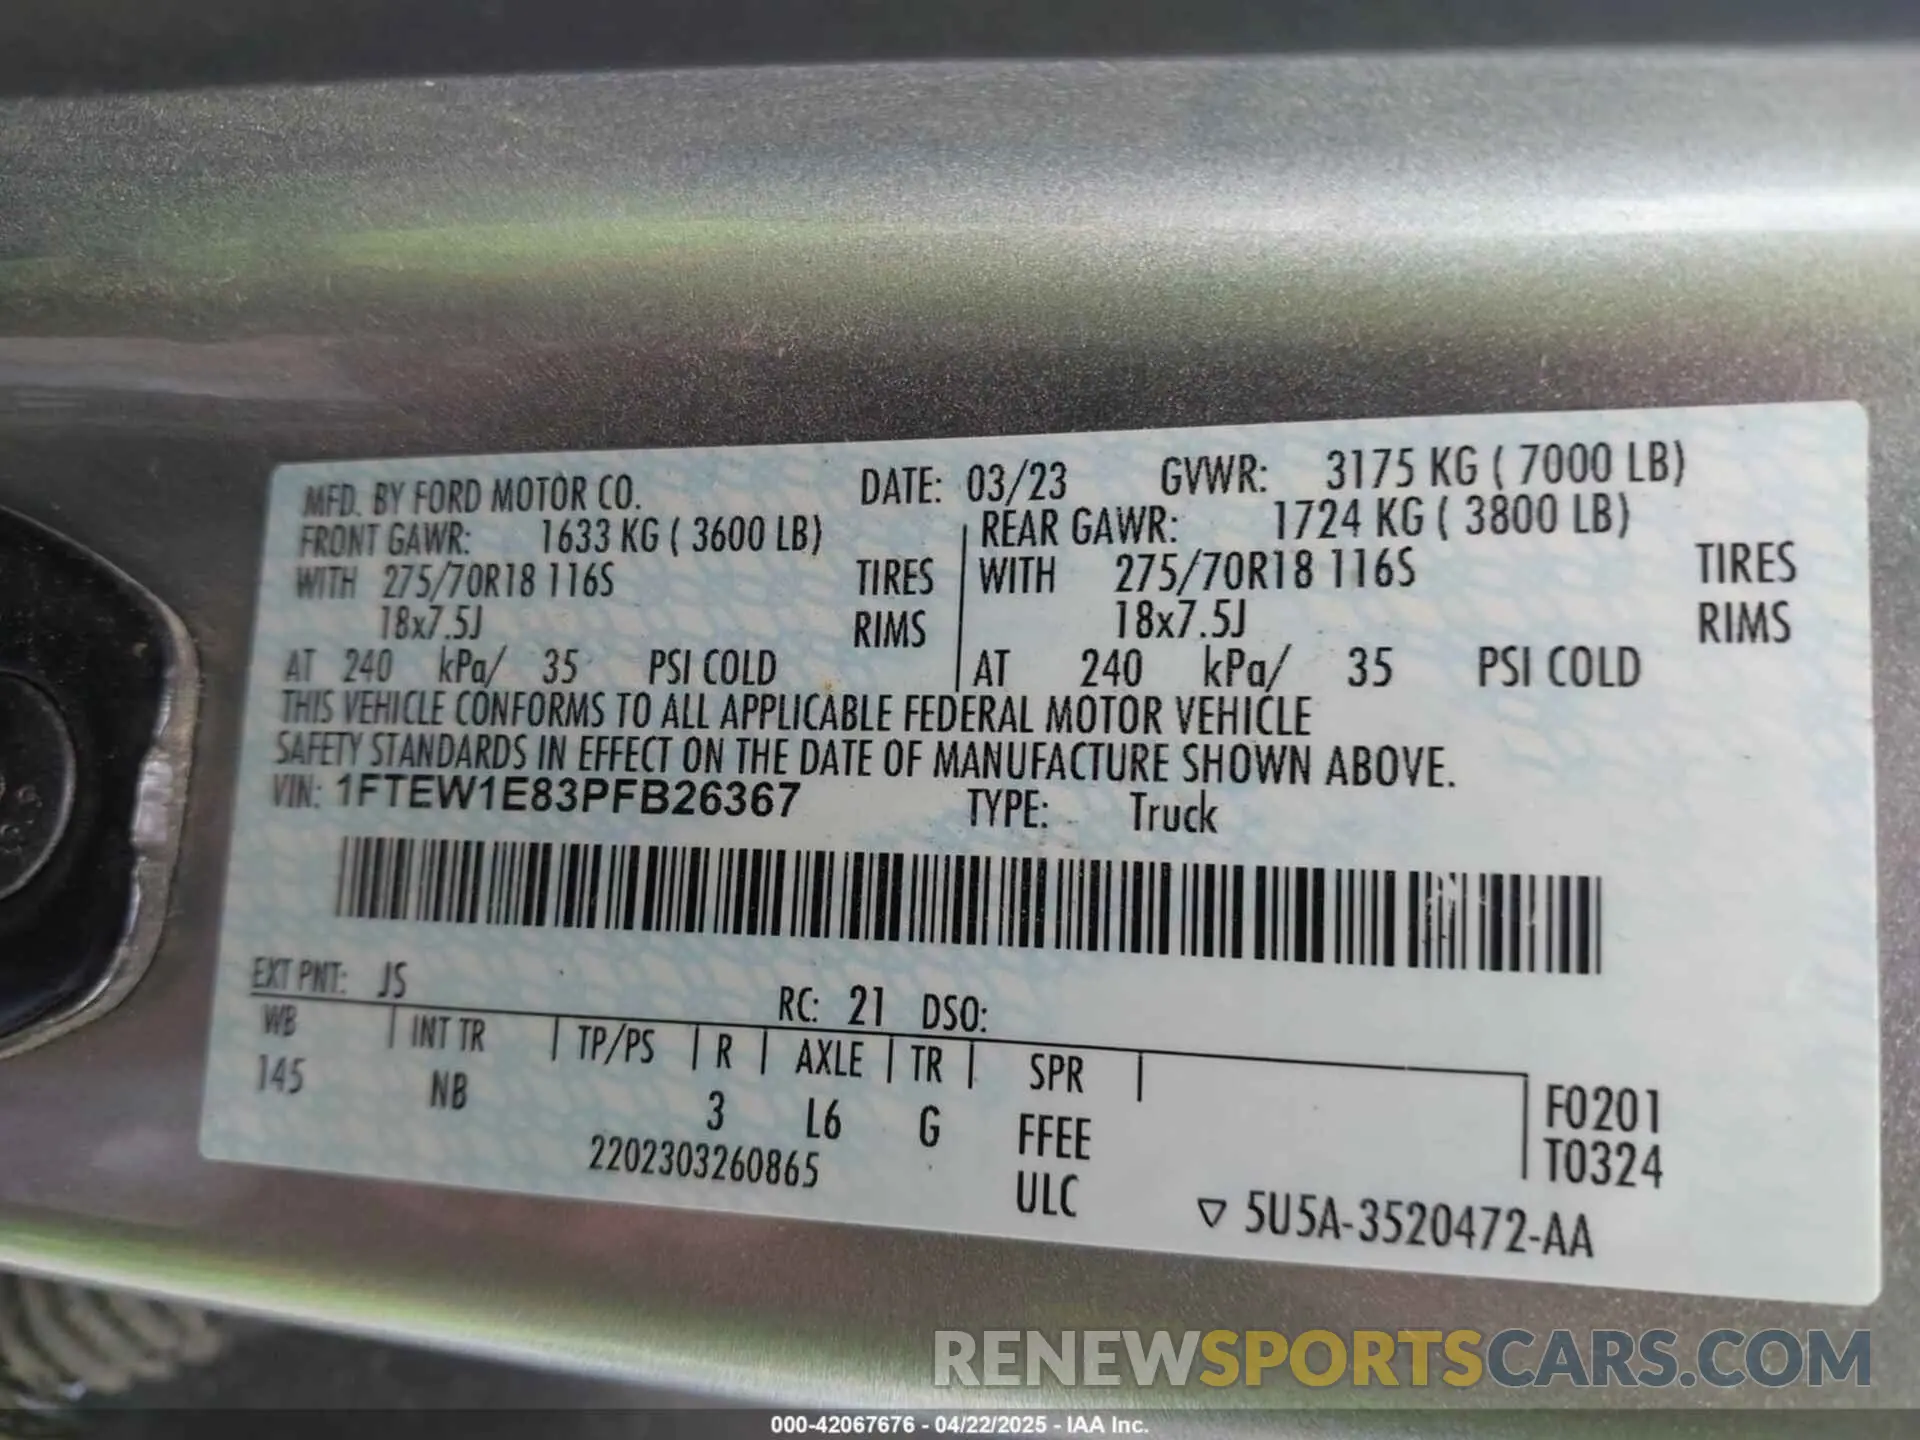 MFD. BY FORD MOTOR CO. DATE: 03/23 GVWR: 3175 KG ( 7000 LB)
FRONT GAWR: 1633 KG ( 3600 LB) REAR GAWR: 1724 KG ( 3800 LB)
WITH 275/70R18 116S TIRES WITH 275/70R18 116S TIRES
18x7.5J RIMS 18x7.5J RIMS
AT 240 kPa/ 35 PSI COLD AT 240 kPa/ 35 PSI COLD
THIS VEHICLE CONFORMS TO ALL APPLICABLE FEDERAL MOTOR VEHICLE
SAFETY STANDARDS IN EFFECT ON THE DATE OF MANUFACTURE SHOWN ABOVE.
VIN: 1FTEW1E83PFB26367 TYPE: Truck
EXT PNT: JS RC: 21 DSO:
WB INT TR TP/PS R AXLE TR SPR
145 NB 3 L6 G FFEE F0201
2202303260865 ULC T0324
5U5A-3520472-AA
RENEWSPORTSCARS.COM
000-42067676 - 04/22/2025 - IAA Inc.